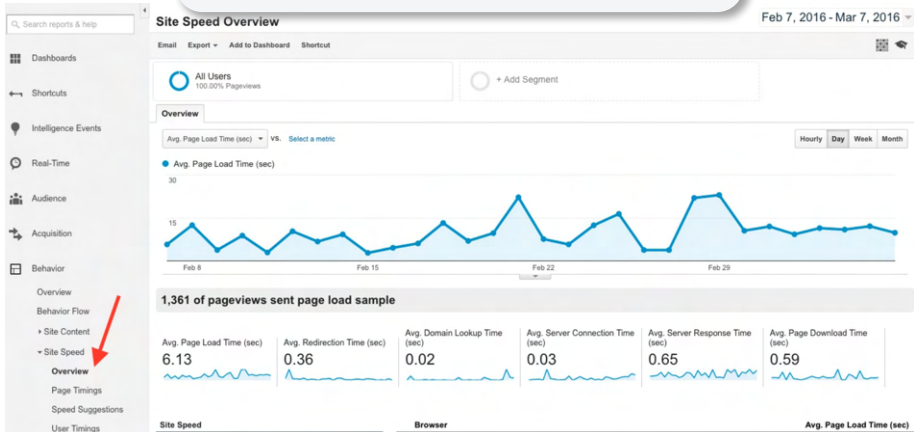 Search reports & help
Dashboards
Shortcuts
Intelligence Events
Real-Time
Audience
Acquisition
Behavior
Overview
Behavior Flow
Site Content
Site Speed
Overview
Page Timings
Speed Suggestions
User Timings
Site Speed Overview
Feb 7, 2016 - Mar 7, 2016
Email Export Add to Dashboard Shortcut
All Users
100.00% Pageviews
+ Add Segment
Overview
Avg. Page Load Time (sec) VS. Select a metric
Hourly Day Week Month
Avg. Page Load Time (sec)
30
15
Feb 8 Feb 15 Feb 22 Feb 29
1,361 of pageviews sent page load sample
Avg. Page Load Time (sec)
6.13
Avg. Redirection Time (sec)
0.36
Avg. Domain Lookup Time
(sec)
0.02
Avg. Server Connection Time
(sec)
0.03
Avg. Server Response Time
(sec)
0.65
Avg. Page Download Time
(sec)
0.59
Site Speed
Browser Avg. Page Load Time (sec)